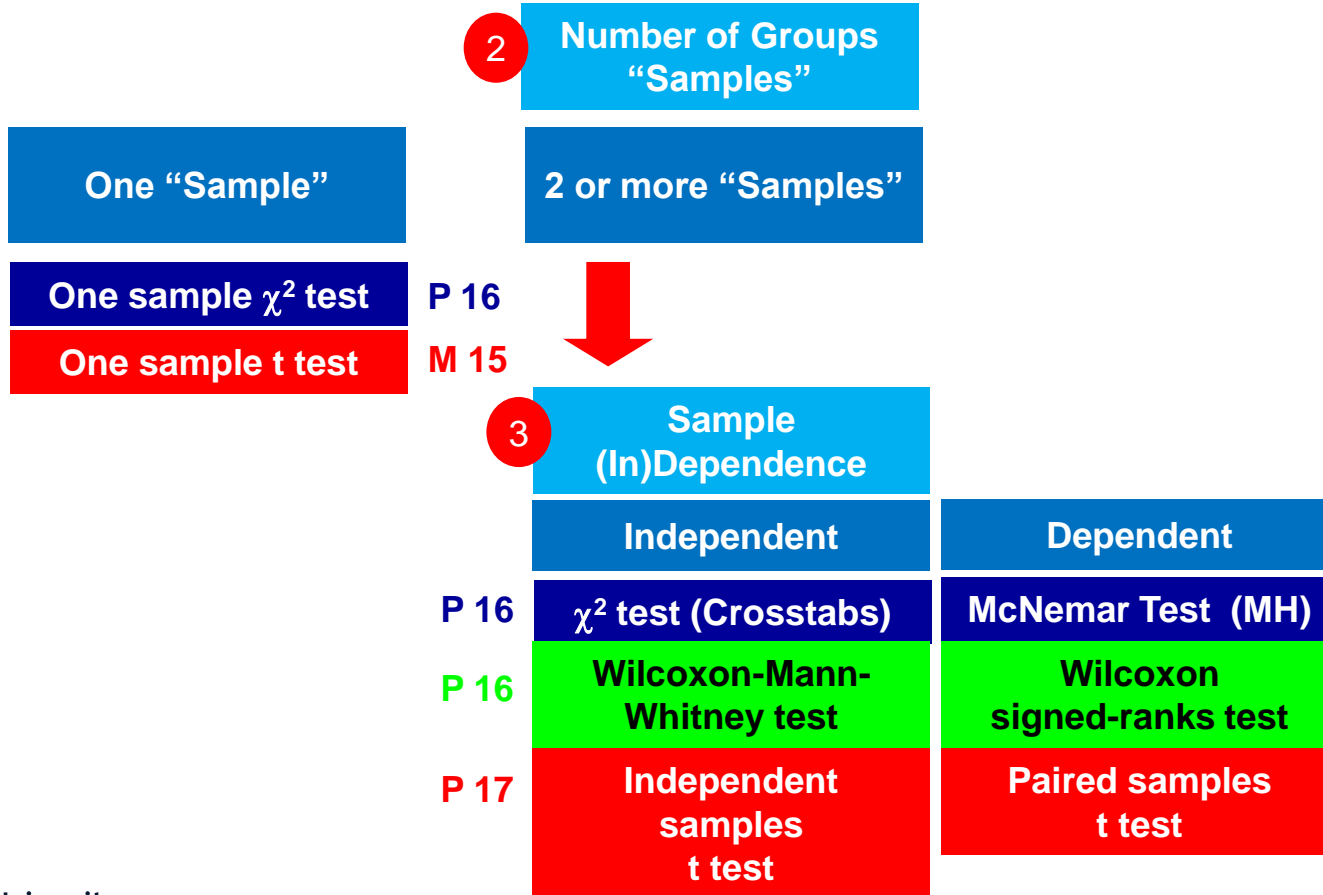 2
Number of Groups
“Samples”
One “Sample”
2 or more “Samples”
One sample χ² test
P 16
One sample t test
M 15
3
Sample
(In)Dependence
Independent
Dependent
P 16
χ² test (Crosstabs)
McNemar Test (MH)
P 16
Wilcoxon-Mann-
Whitney test
Wilcoxon
signed-ranks test
P 17
Independent
samples
t test
Paired samples
t test